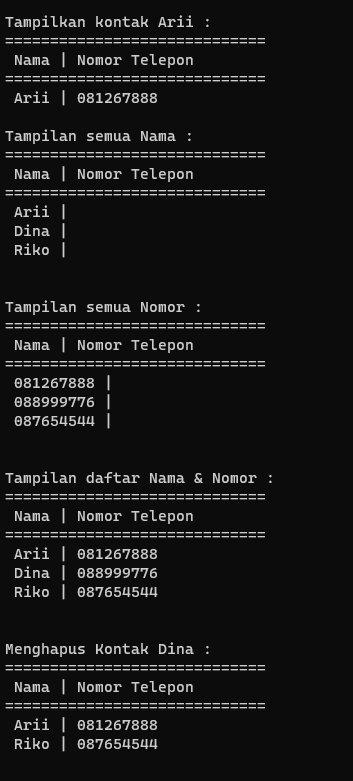 Tampilkan kontak Arii :
=============================
 Nama | Nomor Telepon
=============================
 Arii | 081267888

Tampilan semua Nama :
=============================
 Nama | Nomor Telepon
=============================
 Arii |
 Dina |
 Riko |

Tampilan semua Nomor :
=============================
 Nama | Nomor Telepon
=============================
 081267888 |
 088999776 |
 087654544 |

Tampilan daftar Nama & Nomor :
=============================
 Nama | Nomor Telepon
=============================
 Arii | 081267888
 Dina | 088999776
 Riko | 087654544

Menghapus Kontak Dina :
=============================
 Nama | Nomor Telepon
=============================
 Arii | 081267888
 Riko | 087654544